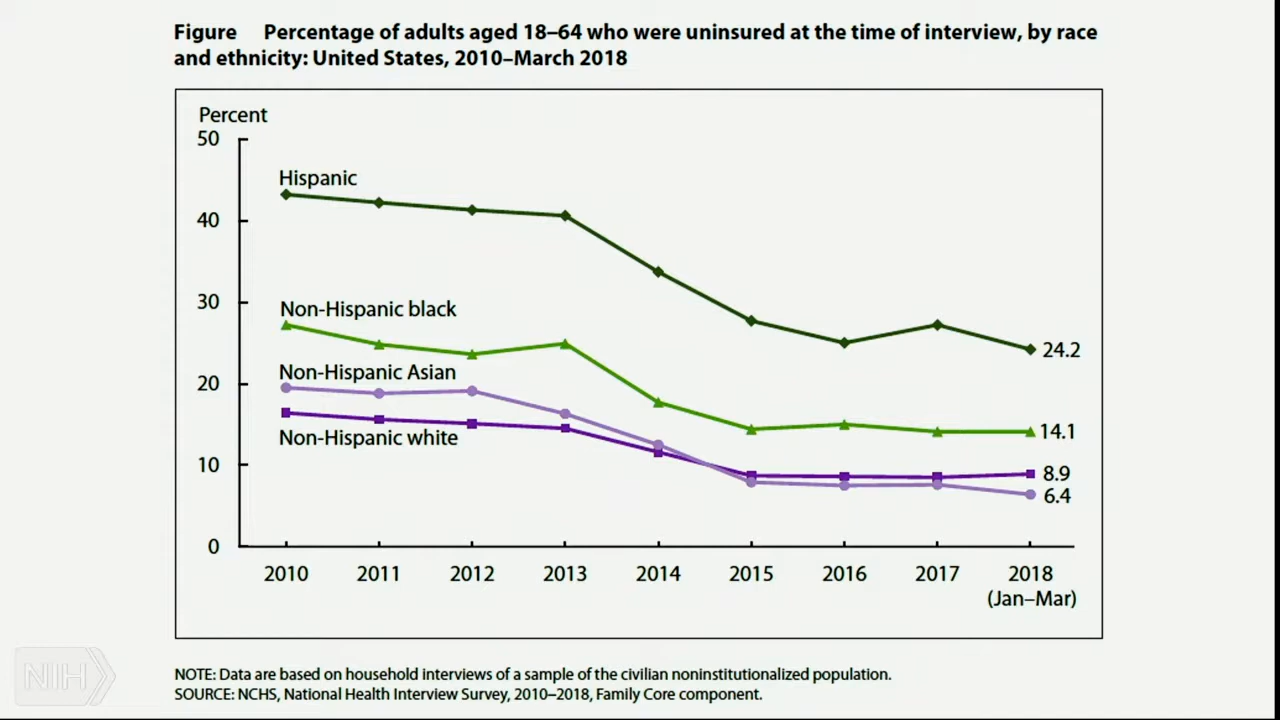 Figure Percentage of adults aged 18–64 who were uninsured at the time of interview, by race
and ethnicity: United States, 2010–March 2018
Percent
50
40
30
20
10
0
Hispanic
Non-Hispanic black
Non-Hispanic Asian
Non-Hispanic white
24.2
14.1
8.9
6.4
2010 2011 2012 2013 2014 2015 2016 2017 2018
(Jan–Mar)
NIH
NOTE: Data are based on household interviews of a sample of the civilian noninstitutionalized population.
SOURCE: NCHS, National Health Interview Survey, 2010–2018, Family Core component.